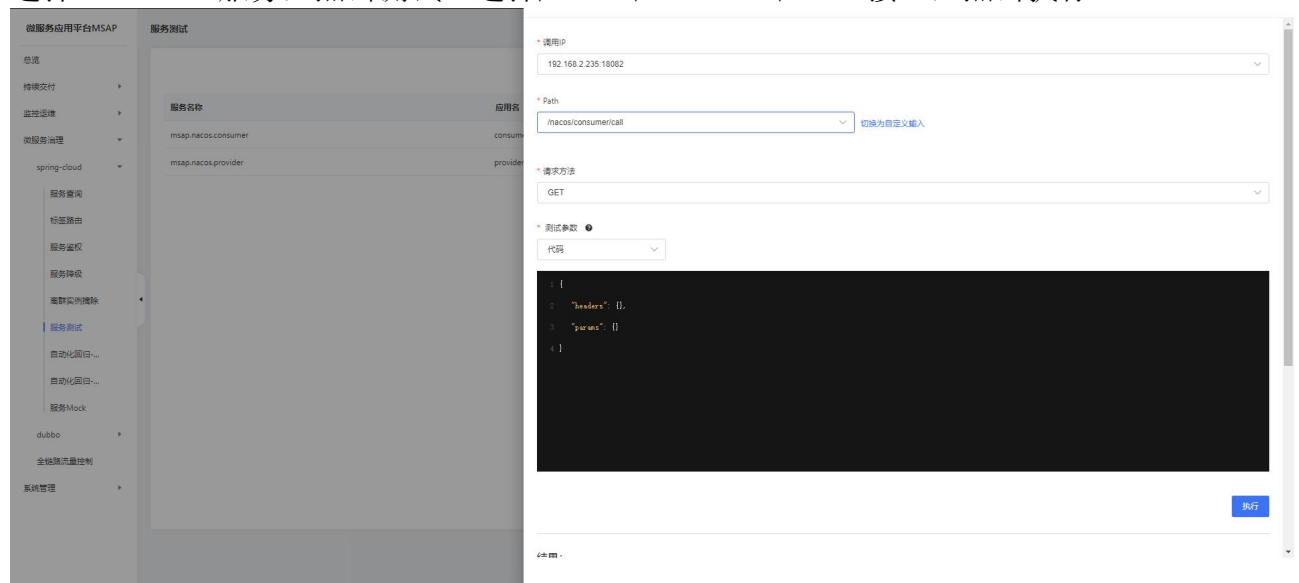 微服务应用平台MSAP
总览
持续交付
监控运维
微服务治理
spring-cloud
服务查询
标签路由
服务鉴权
服务降级
离群实例摘除
服务测试
自动化回归-...
自动化回归-...
服务Mock
dubbo
全链路流量控制
系统管理
服务测试
服务名称 应用名
msap.nacos.consumer consum
msap.nacos.provider provider
* 调用IP
192.168.2.235:18082
* Path
/nacos/consumer/call 切换为自定义输入
* 请求方法
GET
* 测试参数
代码
1 {
2 "headers": {},
3 "params": {}
4 }
执行
结果: